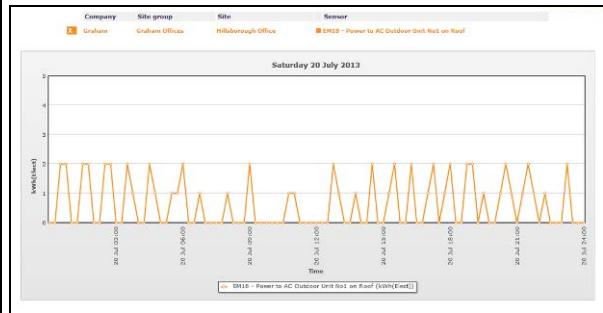 Company Site group Site Sensor
X Graham Graham Offices Hillsborough Office EM18 - Power to AC Outdoor Unit No1 on Roof
Saturday 20 July 2013
5
4
3
2
1
0
kWh(Elect)
20 Jul 03:00
20 Jul 06:00
20 Jul 09:00
20 Jul 12:00
20 Jul 15:00
20 Jul 18:00
20 Jul 21:00
20 Jul 24:00
Time
EM18 - Power to AC Outdoor Unit No1 on Roof (kWh(Elect))